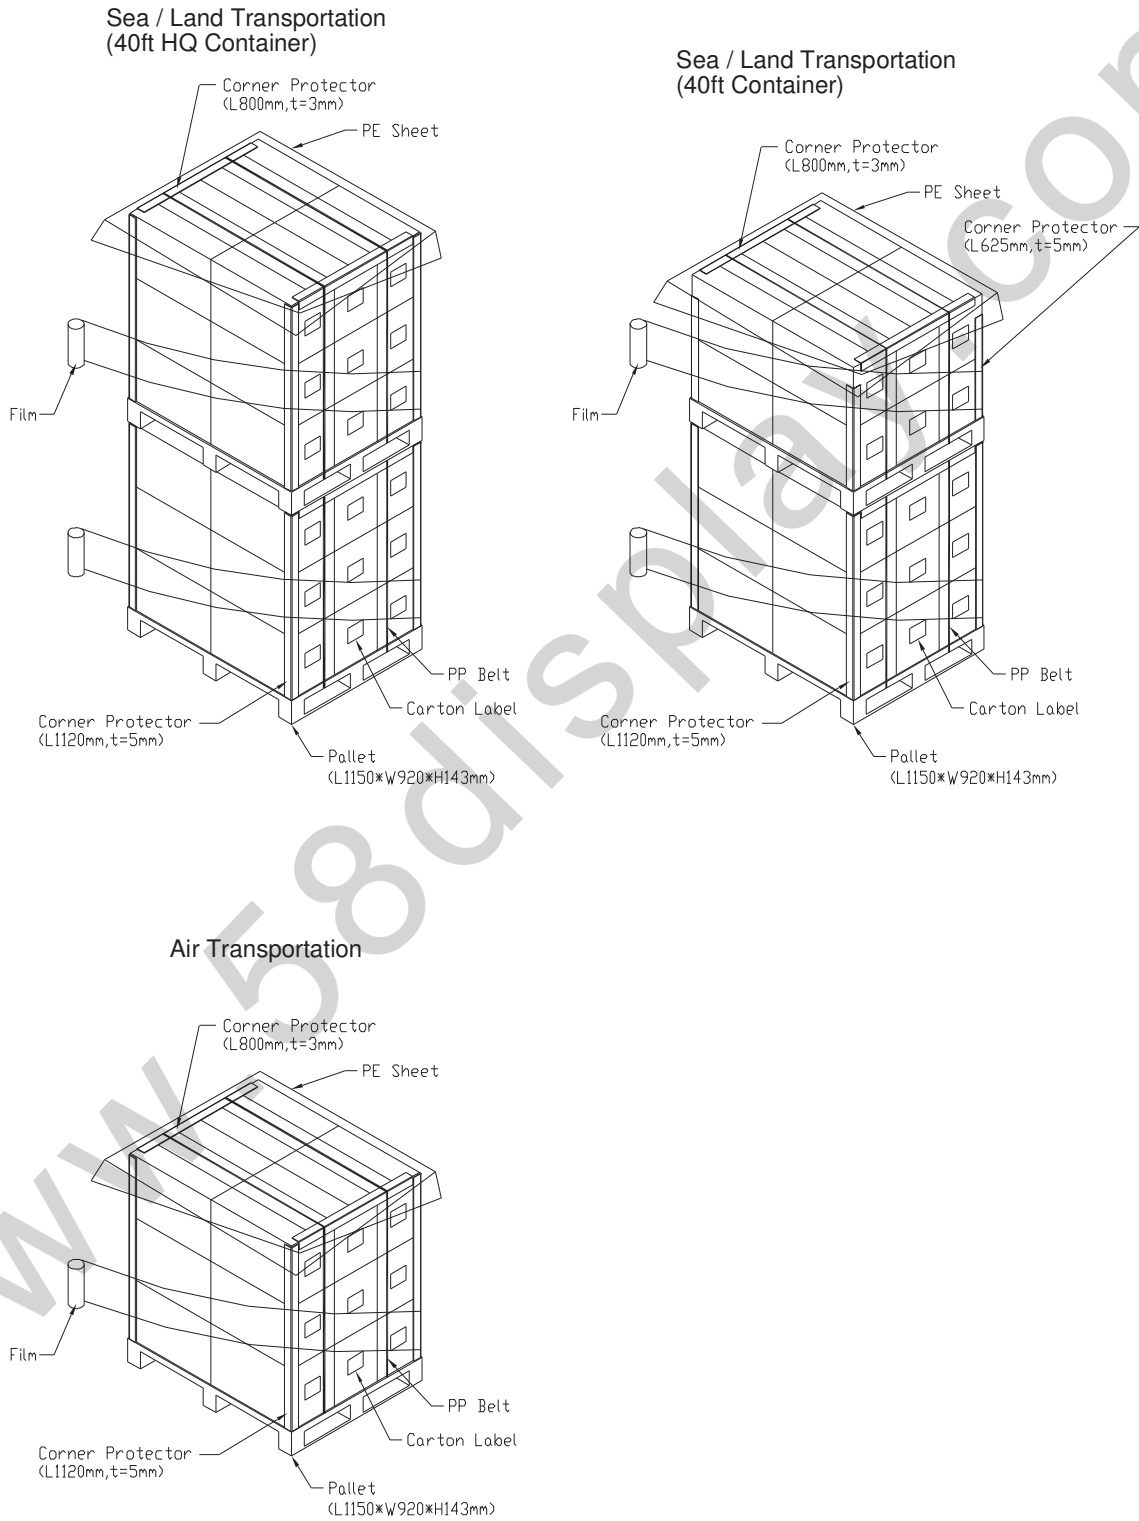 Sea / Land Transportation
(40ft HQ Container)
Corner Protector
(L800mm,t=3mm)
PE Sheet
Film
PP Belt
Carton Label
Corner Protector
(L1120mm,t=5mm)
Pallet
(L1150*W920*H143mm)
Sea / Land Transportation
(40ft Container)
Corner Protector
(L800mm,t=3mm)
PE Sheet
Corner Protector
(L625mm,t=5mm)
Film
PP Belt
Carton Label
Corner Protector
(L1120mm,t=5mm)
Pallet
(L1150*W920*H143mm)
Air Transportation
Corner Protector
(L800mm,t=3mm)
PE Sheet
Film
PP Belt
Carton Label
Corner Protector
(L1120mm,t=5mm)
Pallet
(L1150*W920*H143mm)
ww.58display.com